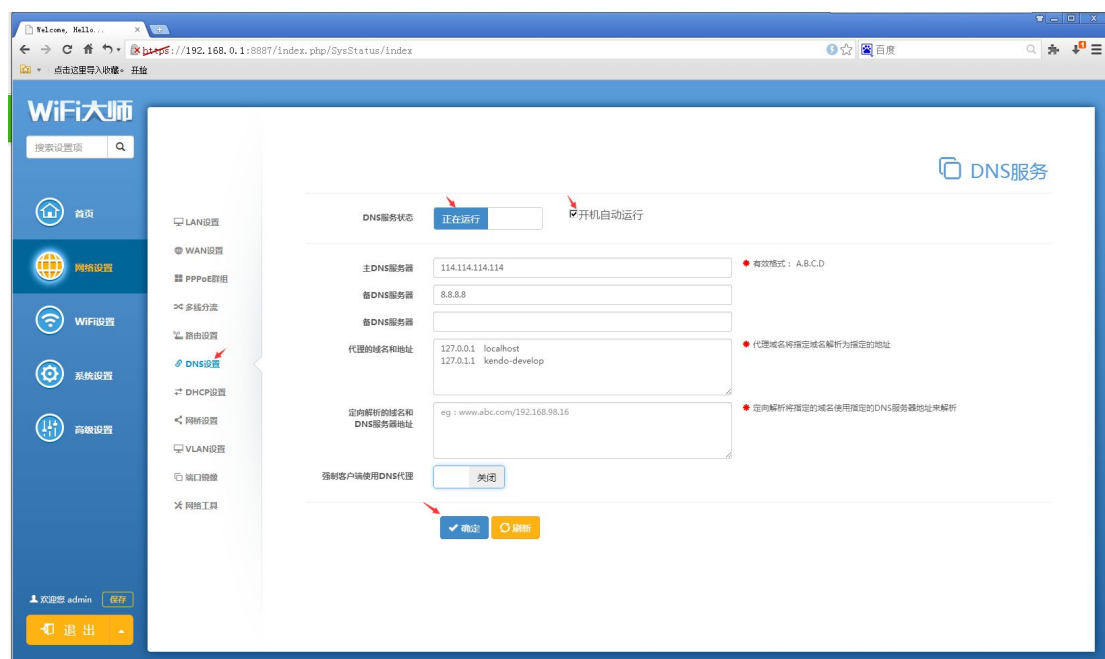 Welcome, Hello...
https://192.168.0.1:8887/index.php/SysStatus/index
百度
点击这里导入收藏。 开始
WiFi大师
搜索设置项
首页
网络设置
WiFi设置
系统设置
高级设置
欢迎您 admin 保存
退出
LAN设置
WAN设置
PPPoE群组
多线分流
路由设置
DNS设置
DHCP设置
网桥设置
VLAN设置
端口镜像
网络工具
DNS服务
DNS服务状态 正在运行 开机自动运行
主DNS服务器 114.114.114.114 * 有效格式： A.B.C.D
备DNS服务器 8.8.8.8
备DNS服务器
代理的域名和地址 127.0.0.1 localhost * 代理域名将指定域名解析为指定的地址
127.0.1.1 kendo-develop
定向解析的域名和 eg : www.abc.com/192.168.98.16 * 定向解析将指定的域名使用指定的DNS服务器地址来解析
DNS服务器地址
强制客户端使用DNS代理 关闭
确定 刷新